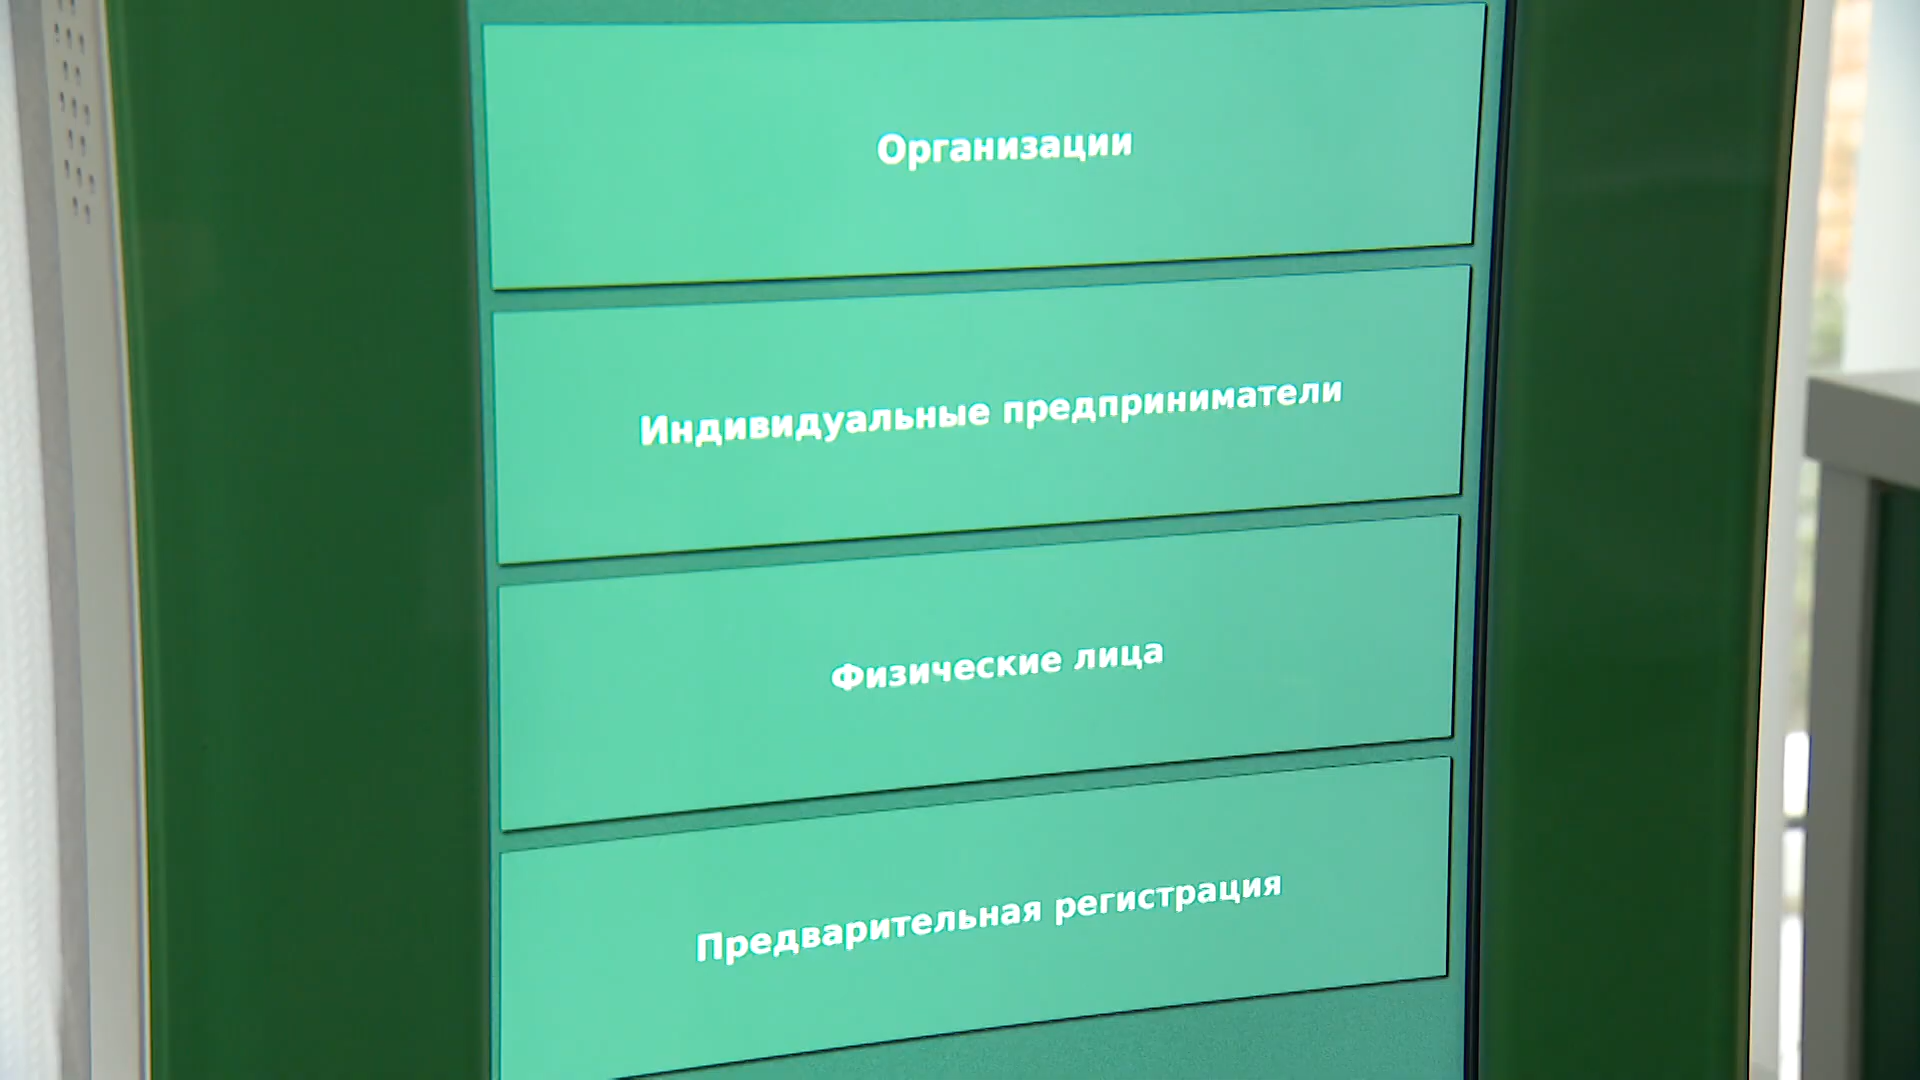 Организации
Индивидуальные предприниматели
Физические лица
Предварительная регистрация